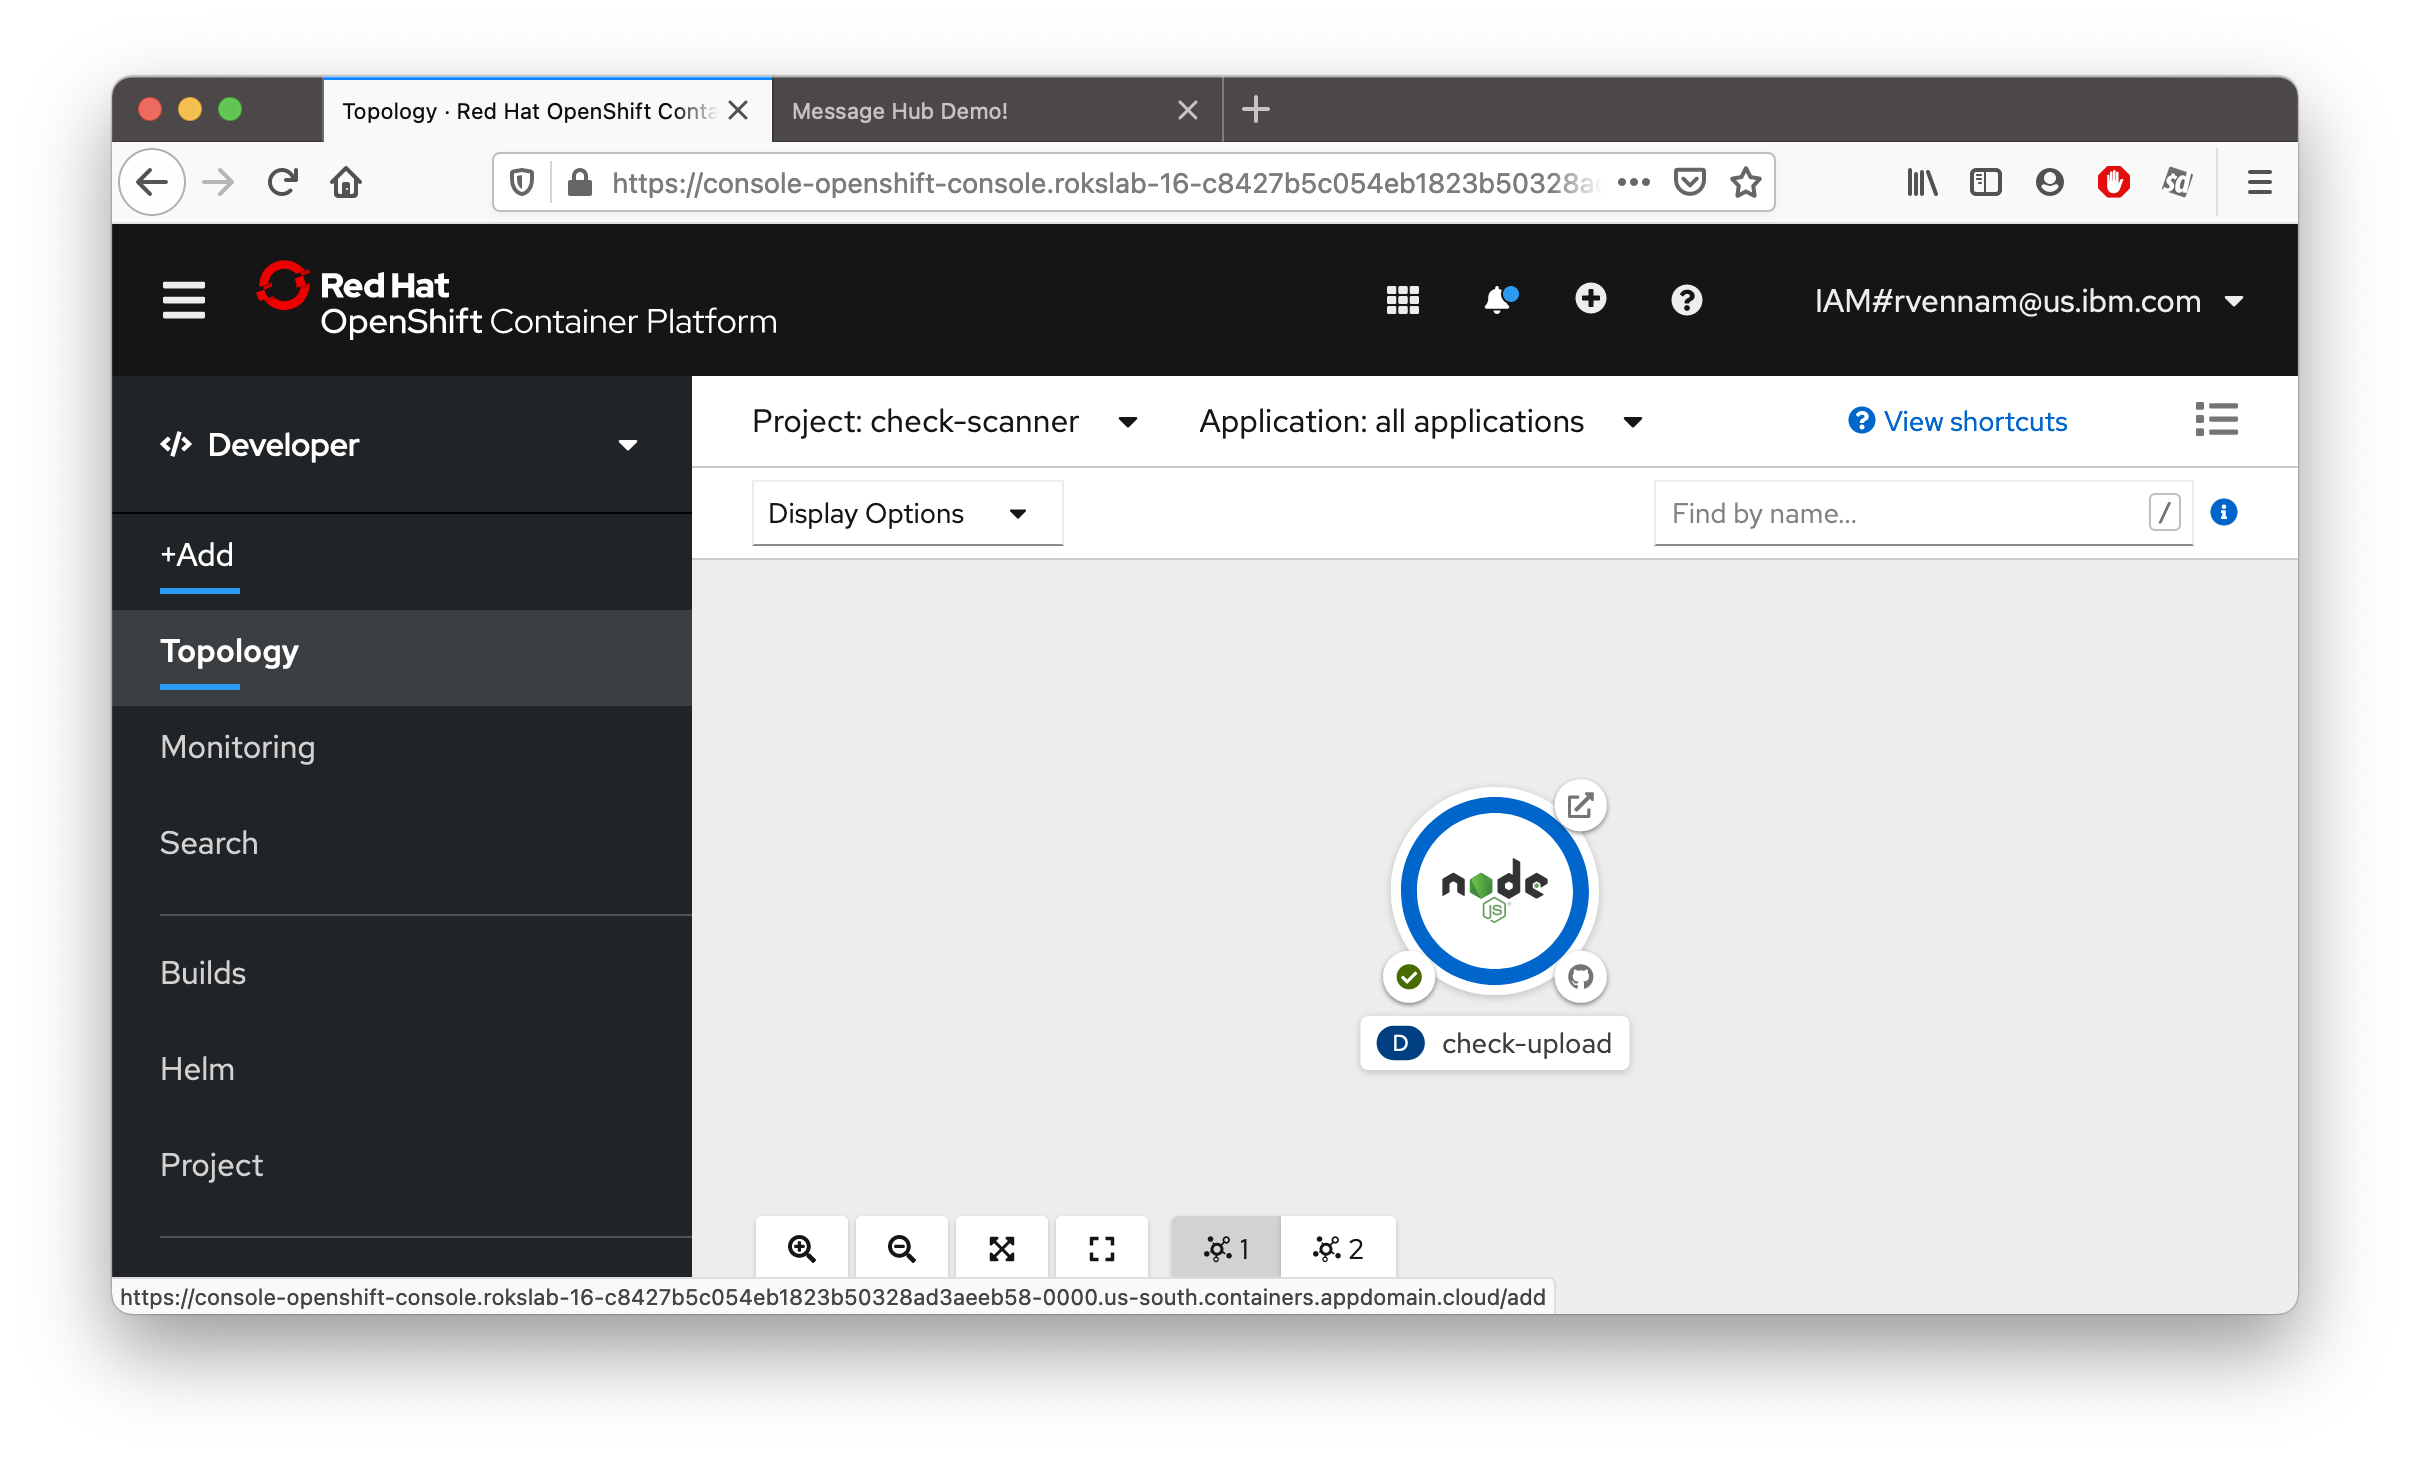 Topology · Red Hat OpenShift Conta
Message Hub Demo!
https://console-openshift-console.rokslab-16-c8427b5c054eb1823b50328ad
sd
Red Hat
OpenShift Container Platform
IAM#rvennam@us.ibm.com
Developer
Project: check-scanner
Application: all applications
View shortcuts
Display Options
Find by name...
/
+Add
Topology
Monitoring
Search
Builds
Helm
Project
node
JS
D check-upload
1
2
https://console-openshift-console.rokslab-16-c8427b5c054eb1823b50328ad3aeeb58-0000.us-south.containers.appdomain.cloud/add